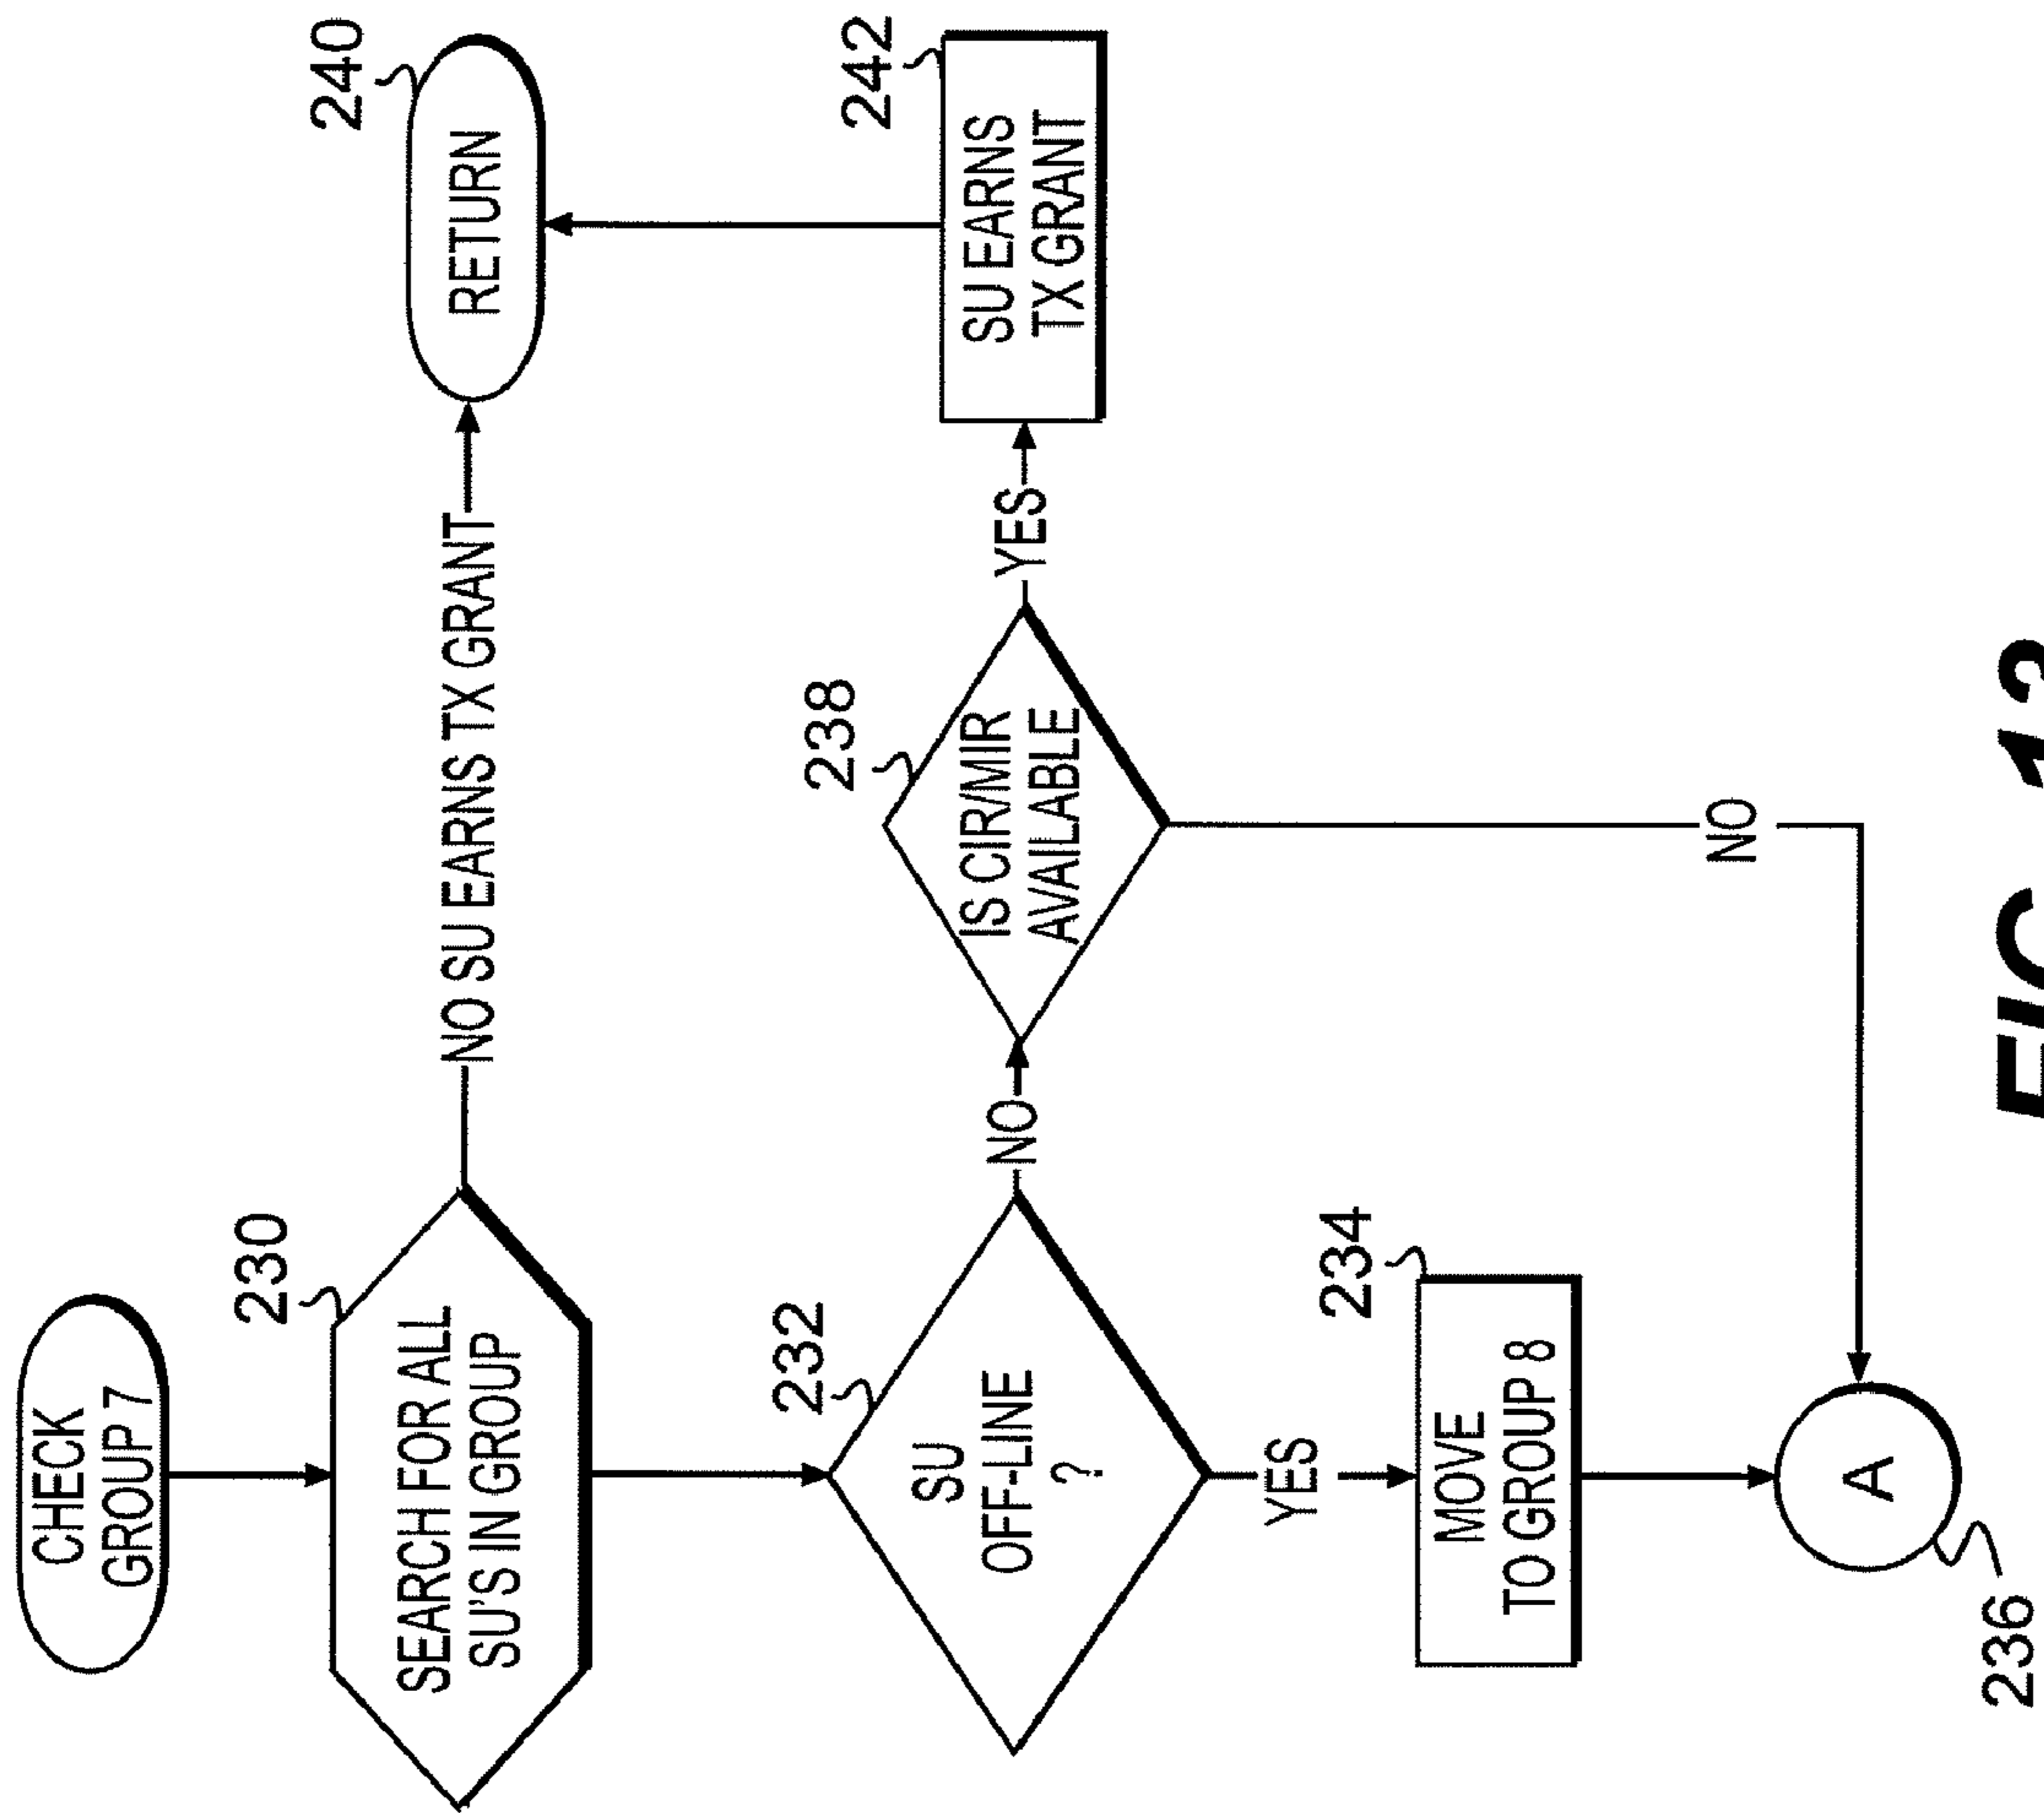 CHECK
GROUP 7
230
SEARCH FOR ALL
SU'S IN GROUP
NO SU EARNS TX GRANT
240
RETURN
232
SU
OFF-LINE
?
NO
238
IS CIR/MIR
AVAILABLE
YES
242
SU EARNS
TX GRANT
YES
234
MOVE
TO GROUP 8
NO
A
236
FIG